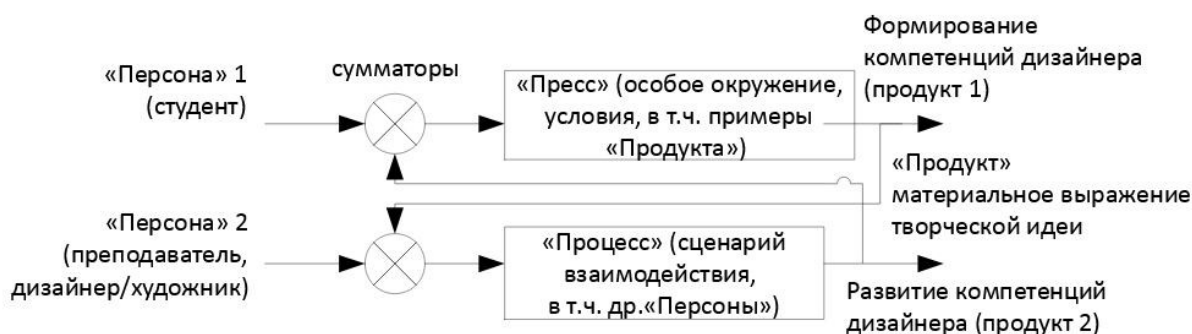 «Персона» 1
(студент)
сумматоры
«Пресс» (особое окружение,
условия, в т.ч. примеры
«Продукта»)
Формирование
компетенций дизайнера
(продукт 1)
«Продукт»
материальное выражение
творческой идеи
«Персона» 2
(преподаватель,
дизайнер/художник)
«Процесс» (сценарий
взаимодействия,
в т.ч. др.«Персоны»)
Развитие компетенций
дизайнера (продукт 2)